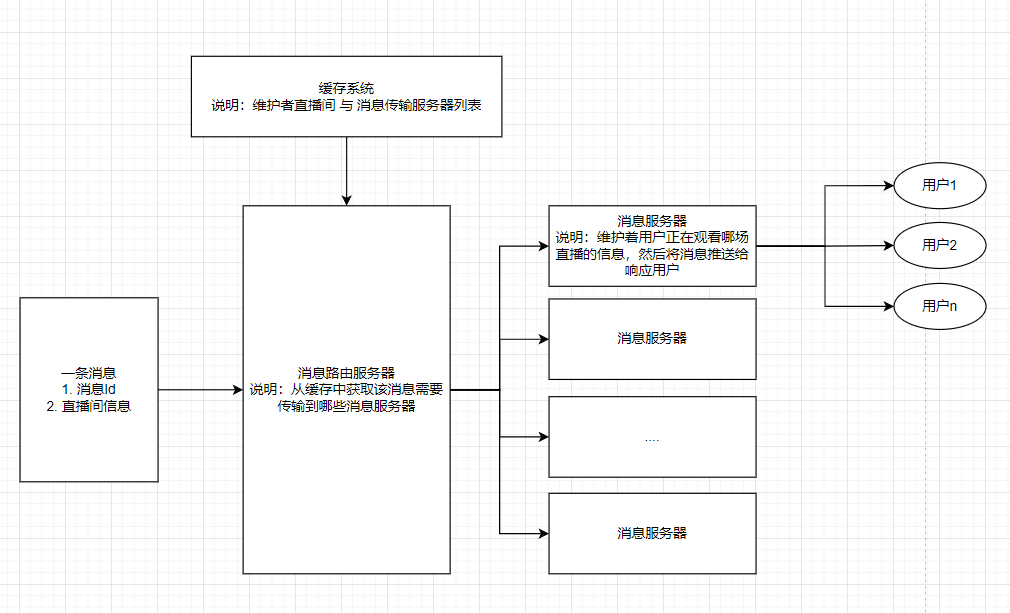 缓存系统
说明：维护者直播间 与 消息传输服务器列表
一条消息
1. 消息Id
2. 直播间信息
消息路由服务器
说明：从缓存中获取该消息需要
传输到哪些消息服务器
消息服务器
说明：维护着用户正在观看哪场
直播的信息，然后将消息推送给
响应用户
消息服务器
....
消息服务器
用户1
用户2
用户n